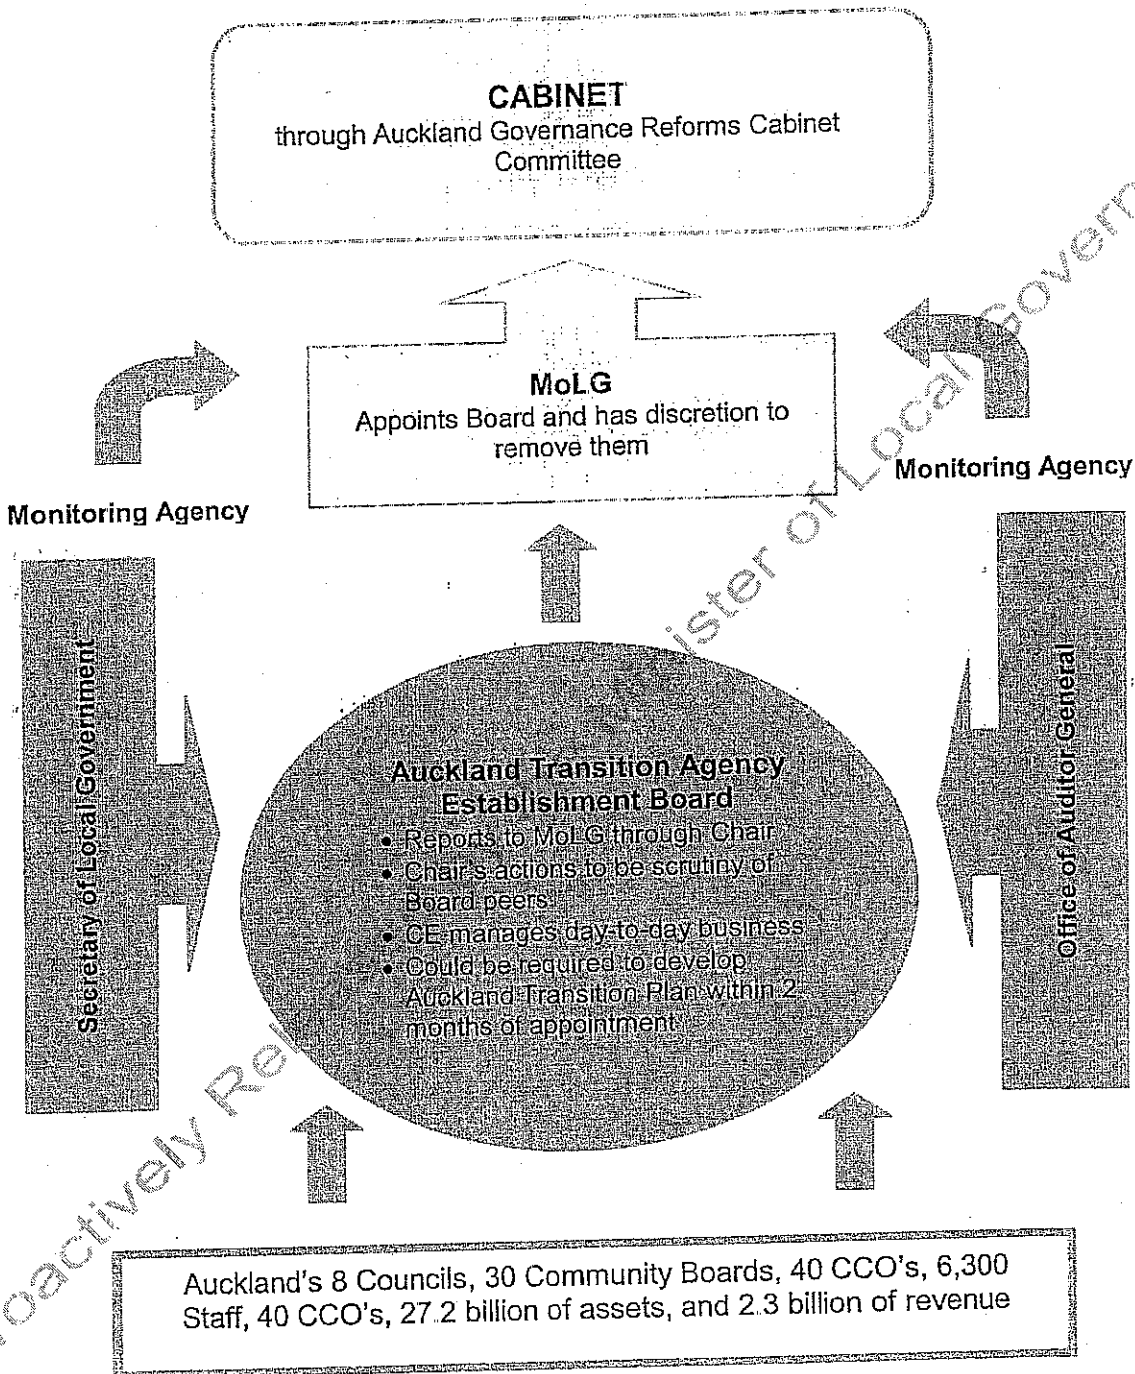 CABINET
through Auckland Governance Reforms Cabinet
Committee
MoLG
Appoints Board and has discretion to
remove them
Monitoring Agency
Monitoring Agency
Secretary of Local Government
Office of Auditor General
Auckland Transition Agency
Establishment Board
• Reports to MoLG through Chair
• Chair's actions to be scrutiny of
Board peers
• CE manages day-to-day business
• Could be required to develop
Auckland Transition Plan within 2
months of appointment
Auckland's 8 Councils, 30 Community Boards, 40 CCO's, 6,300
Staff, 40 CCO's, 27.2 billion of assets, and 2.3 billion of revenue
of Local